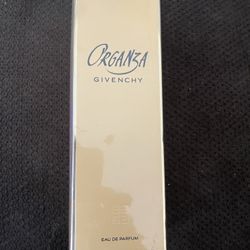 ORGANZA
GIVENCHY
EAU DE PARFUM